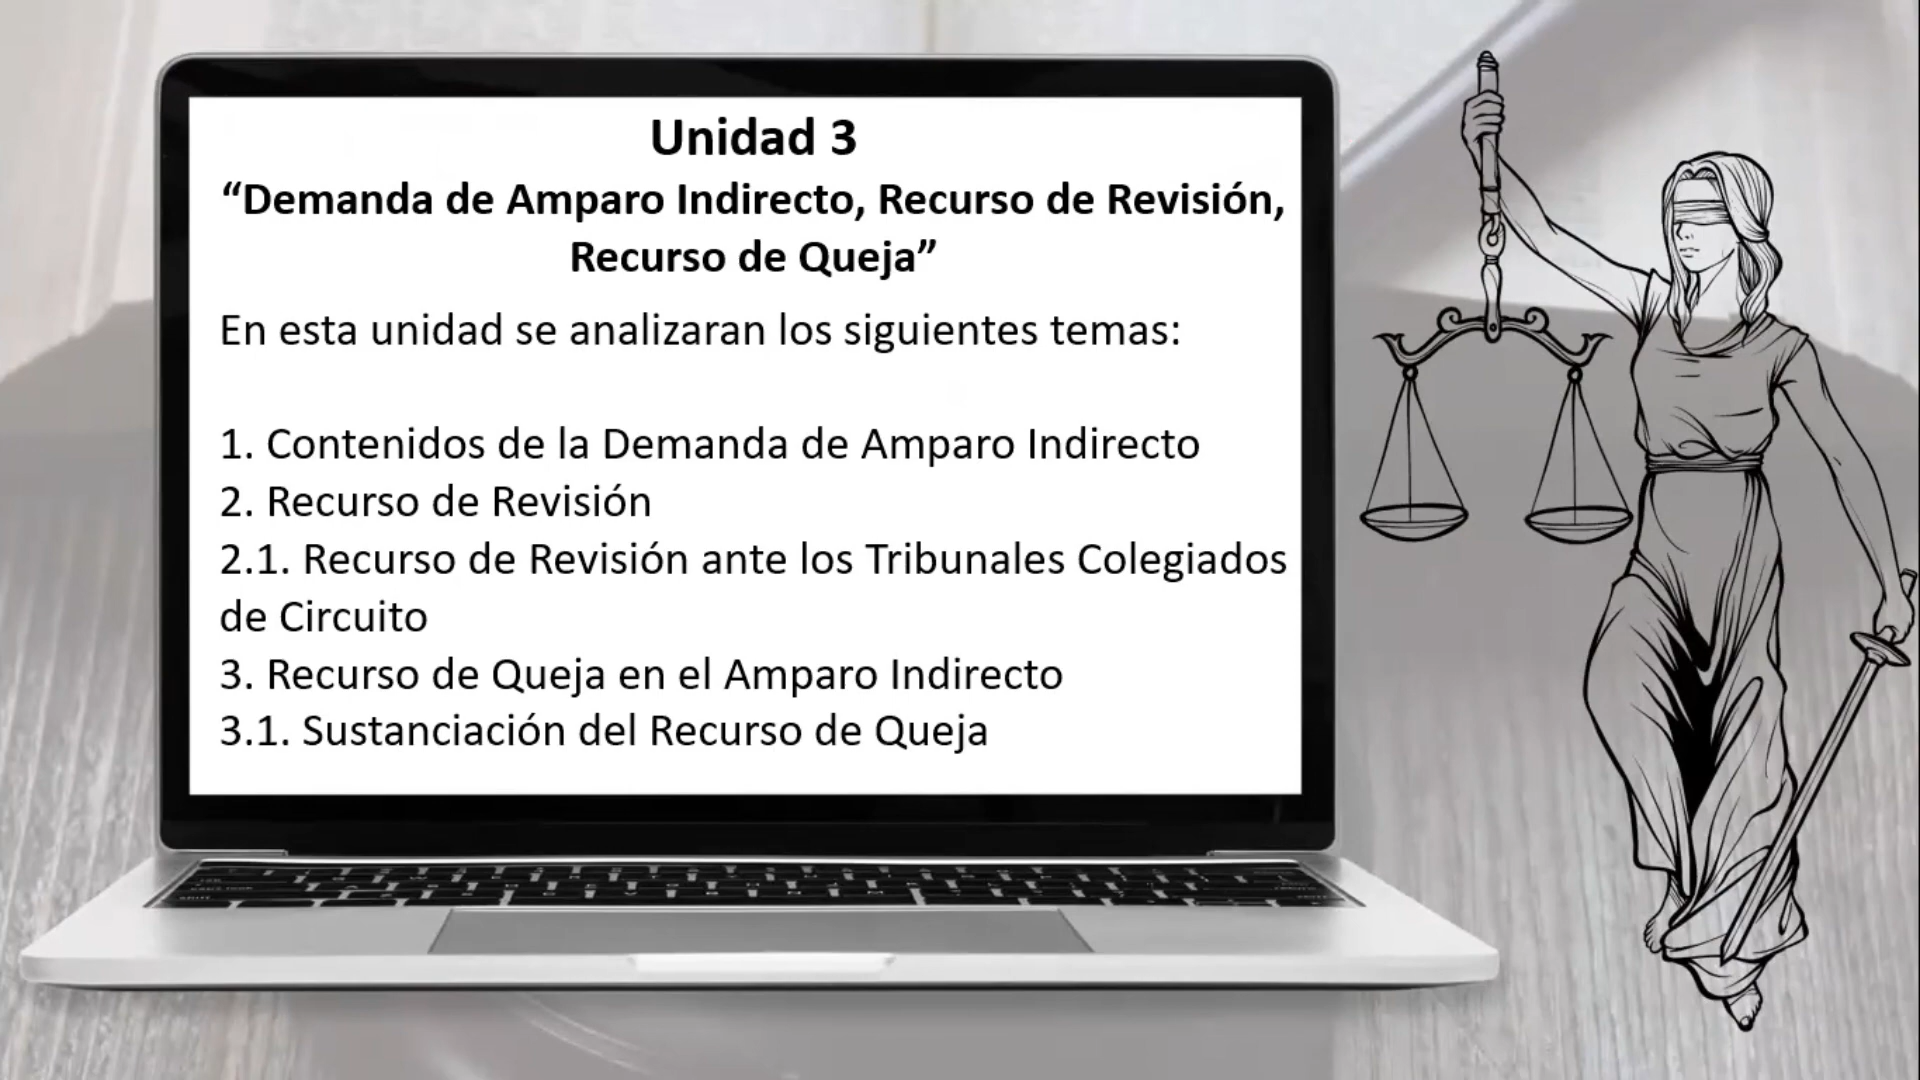 Unidad 3
“Demanda de Amparo Indirecto, Recurso de Revisión,
Recurso de Queja”
En esta unidad se analizaran los siguientes temas:
1. Contenidos de la Demanda de Amparo Indirecto
2. Recurso de Revisión
2.1. Recurso de Revisión ante los Tribunales Colegiados
de Circuito
3. Recurso de Queja en el Amparo Indirecto
3.1. Sustanciación del Recurso de Queja